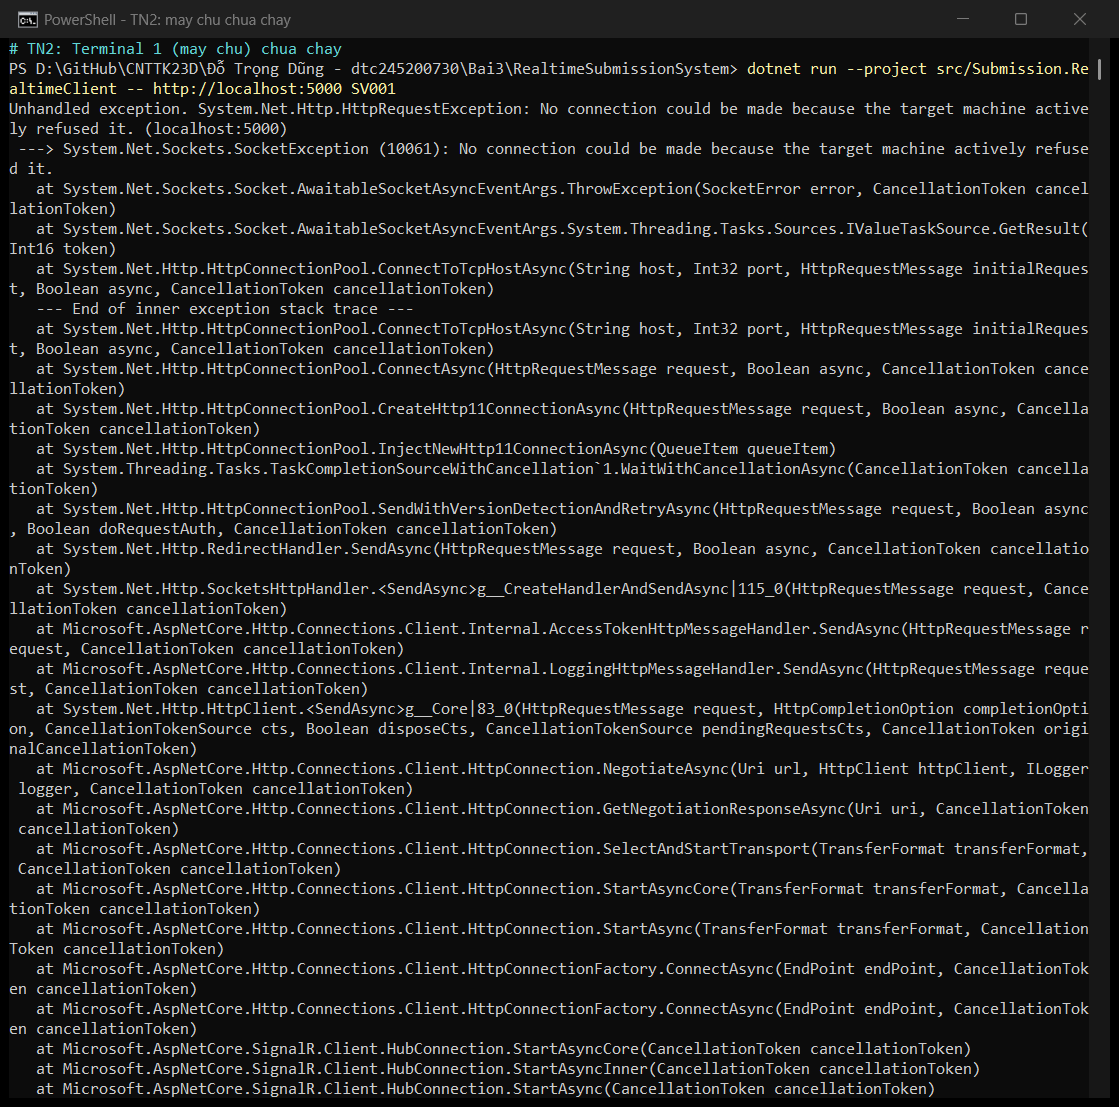 PowerShell - TN2: may chu chua chay
# TN2: Terminal 1 (may chu) chua chay
PS D:\GitHub\CNTTK23D\Đỗ Trọng Dũng - dtc245200730\Bai3\RealtimeSubmissionSystem> dotnet run --project src/Submission.Re
altimeClient -- http://localhost:5000 SV001
Unhandled exception. System.Net.Http.HttpRequestException: No connection could be made because the target machine active
ly refused it. (localhost:5000)
 ---> System.Net.Sockets.SocketException (10061): No connection could be made because the target machine actively refuse
d it.
   at System.Net.Sockets.Socket.AwaitableSocketAsyncEventArgs.ThrowException(SocketError error, CancellationToken cancel
lationToken)
   at System.Net.Sockets.Socket.AwaitableSocketAsyncEventArgs.System.Threading.Tasks.Sources.IValueTaskSource.GetResult(
Int16 token)
   at System.Net.Http.HttpConnectionPool.ConnectToTcpHostAsync(String host, Int32 port, HttpRequestMessage initialReques
t, Boolean async, CancellationToken cancellationToken)
   --- End of inner exception stack trace ---
   at System.Net.Http.HttpConnectionPool.ConnectToTcpHostAsync(String host, Int32 port, HttpRequestMessage initialReques
t, Boolean async, CancellationToken cancellationToken)
   at System.Net.Http.HttpConnectionPool.ConnectAsync(HttpRequestMessage request, Boolean async, CancellationToken cance
llationToken)
   at System.Net.Http.HttpConnectionPool.CreateHttp11ConnectionAsync(HttpRequestMessage request, Boolean async, Cancella
tionToken cancellationToken)
   at System.Net.Http.HttpConnectionPool.InjectNewHttp11ConnectionAsync(QueueItem queueItem)
   at System.Threading.Tasks.TaskCompletionSourceWithCancellation`1.WaitWithCancellationAsync(CancellationToken cancella
tionToken)
   at System.Net.Http.HttpConnectionPool.SendWithVersionDetectionAndRetryAsync(HttpRequestMessage request, Boolean async
, Boolean doRequestAuth, CancellationToken cancellationToken)
   at System.Net.Http.RedirectHandler.SendAsync(HttpRequestMessage request, Boolean async, CancellationToken cancellatio
nToken)
   at System.Net.Http.SocketsHttpHandler.<SendAsync>g__CreateHandlerAndSendAsync|115_0(HttpRequestMessage request, Cance
llationToken cancellationToken)
   at Microsoft.AspNetCore.Http.Connections.Client.Internal.AccessTokenHttpMessageHandler.SendAsync(HttpRequestMessage r
equest, CancellationToken cancellationToken)
   at Microsoft.AspNetCore.Http.Connections.Client.Internal.LoggingHttpMessageHandler.SendAsync(HttpRequestMessage reque
st, CancellationToken cancellationToken)
   at System.Net.Http.HttpClient.<SendAsync>g__Core|83_0(HttpRequestMessage request, HttpCompletionOption completionOpti
on, CancellationTokenSource cts, Boolean disposeCts, CancellationTokenSource pendingRequestsCts, CancellationToken origi
nalCancellationToken)
   at Microsoft.AspNetCore.Http.Connections.Client.HttpConnection.NegotiateAsync(Uri url, HttpClient httpClient, ILogger
 logger, CancellationToken cancellationToken)
   at Microsoft.AspNetCore.Http.Connections.Client.HttpConnection.GetNegotiationResponseAsync(Uri uri, CancellationToken
 cancellationToken)
   at Microsoft.AspNetCore.Http.Connections.Client.HttpConnection.SelectAndStartTransport(TransferFormat transferFormat,
 CancellationToken cancellationToken)
   at Microsoft.AspNetCore.Http.Connections.Client.HttpConnection.StartAsyncCore(TransferFormat transferFormat, Cancella
tionToken cancellationToken)
   at Microsoft.AspNetCore.Http.Connections.Client.HttpConnection.StartAsync(TransferFormat transferFormat, Cancellation
Token cancellationToken)
   at Microsoft.AspNetCore.Http.Connections.Client.HttpConnectionFactory.ConnectAsync(EndPoint endPoint, CancellationTok
en cancellationToken)
   at Microsoft.AspNetCore.Http.Connections.Client.HttpConnectionFactory.ConnectAsync(EndPoint endPoint, CancellationTok
en cancellationToken)
   at Microsoft.AspNetCore.SignalR.Client.HubConnection.StartAsyncCore(CancellationToken cancellationToken)
   at Microsoft.AspNetCore.SignalR.Client.HubConnection.StartAsyncInner(CancellationToken cancellationToken)
   at Microsoft.AspNetCore.SignalR.Client.HubConnection.StartAsync(CancellationToken cancellationToken)